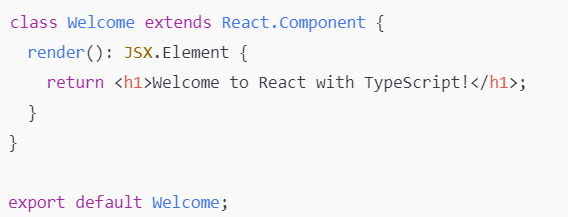 class Welcome extends React.Component {
  render(): JSX.Element {
    return <h1>Welcome to React with TypeScript!</h1>;
  }
}

export default Welcome;